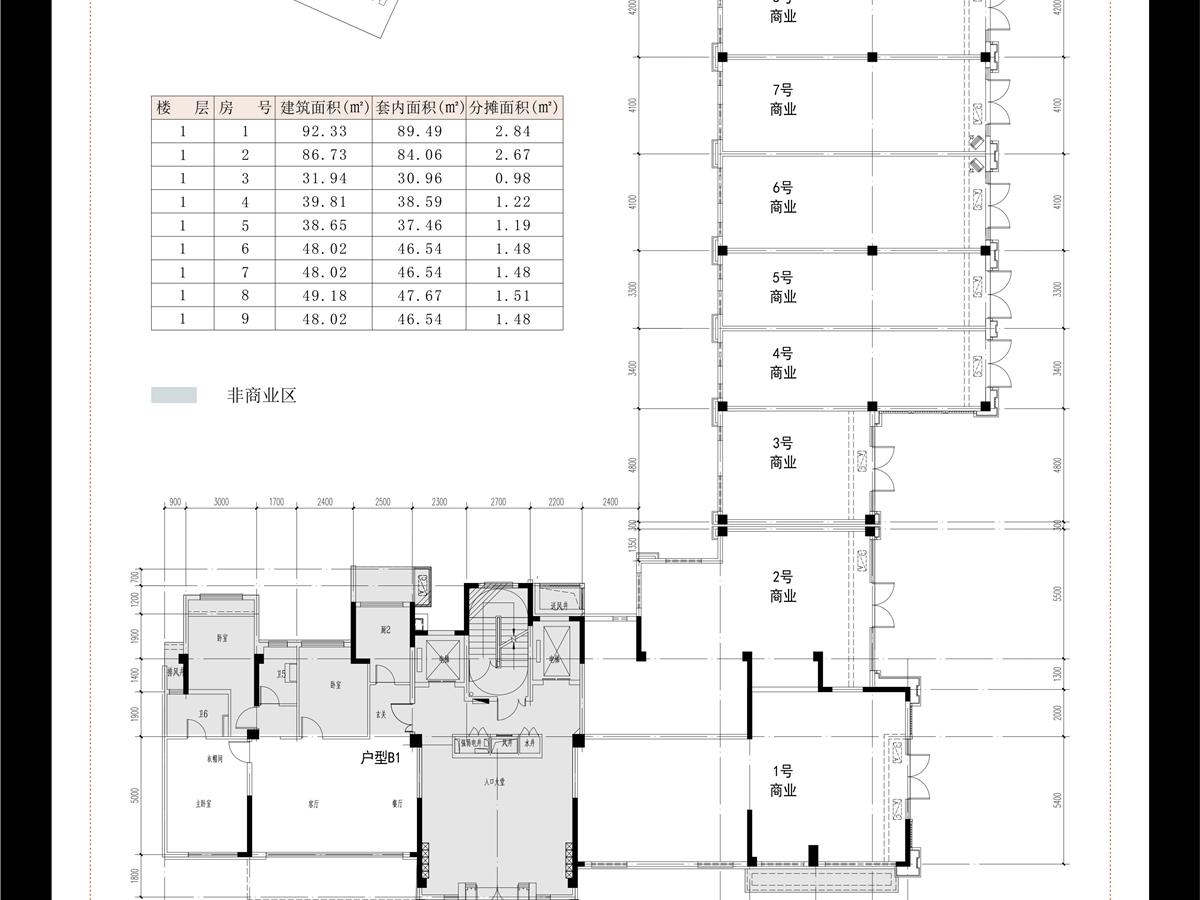 4200
商业
4200
楼 层 房 号 建筑面积(㎡) 套内面积(㎡) 分摊面积(㎡)
1 1 92.33 89.49 2.84
1 2 86.73 84.06 2.67
1 3 31.94 30.96 0.98
1 4 39.81 38.59 1.22
1 5 38.65 37.46 1.19
1 6 48.02 46.54 1.48
1 7 48.02 46.54 1.48
1 8 49.18 47.67 1.51
1 9 48.02 46.54 1.48
非商业区
7号
商业
4100
4100
6号
商业
4100
4100
5号
商业
3300
3300
4号
商业
3400
3400
3号
商业
4800
4800
900 3000 1700 2400 2500 2300 2700 2200 2400
300
300
1350
2号
商业
5500
700
1200
1900
1400
1900
5000
1800
1300
2000
5400
送风井
卧室
厨2
电梯
电梯
排风井
卫5
卧室
卫6
玄关
强弱电井
风井
水井
衣帽间
户型B1
入口大堂
主卧室
客厅
餐厅
1号
商业